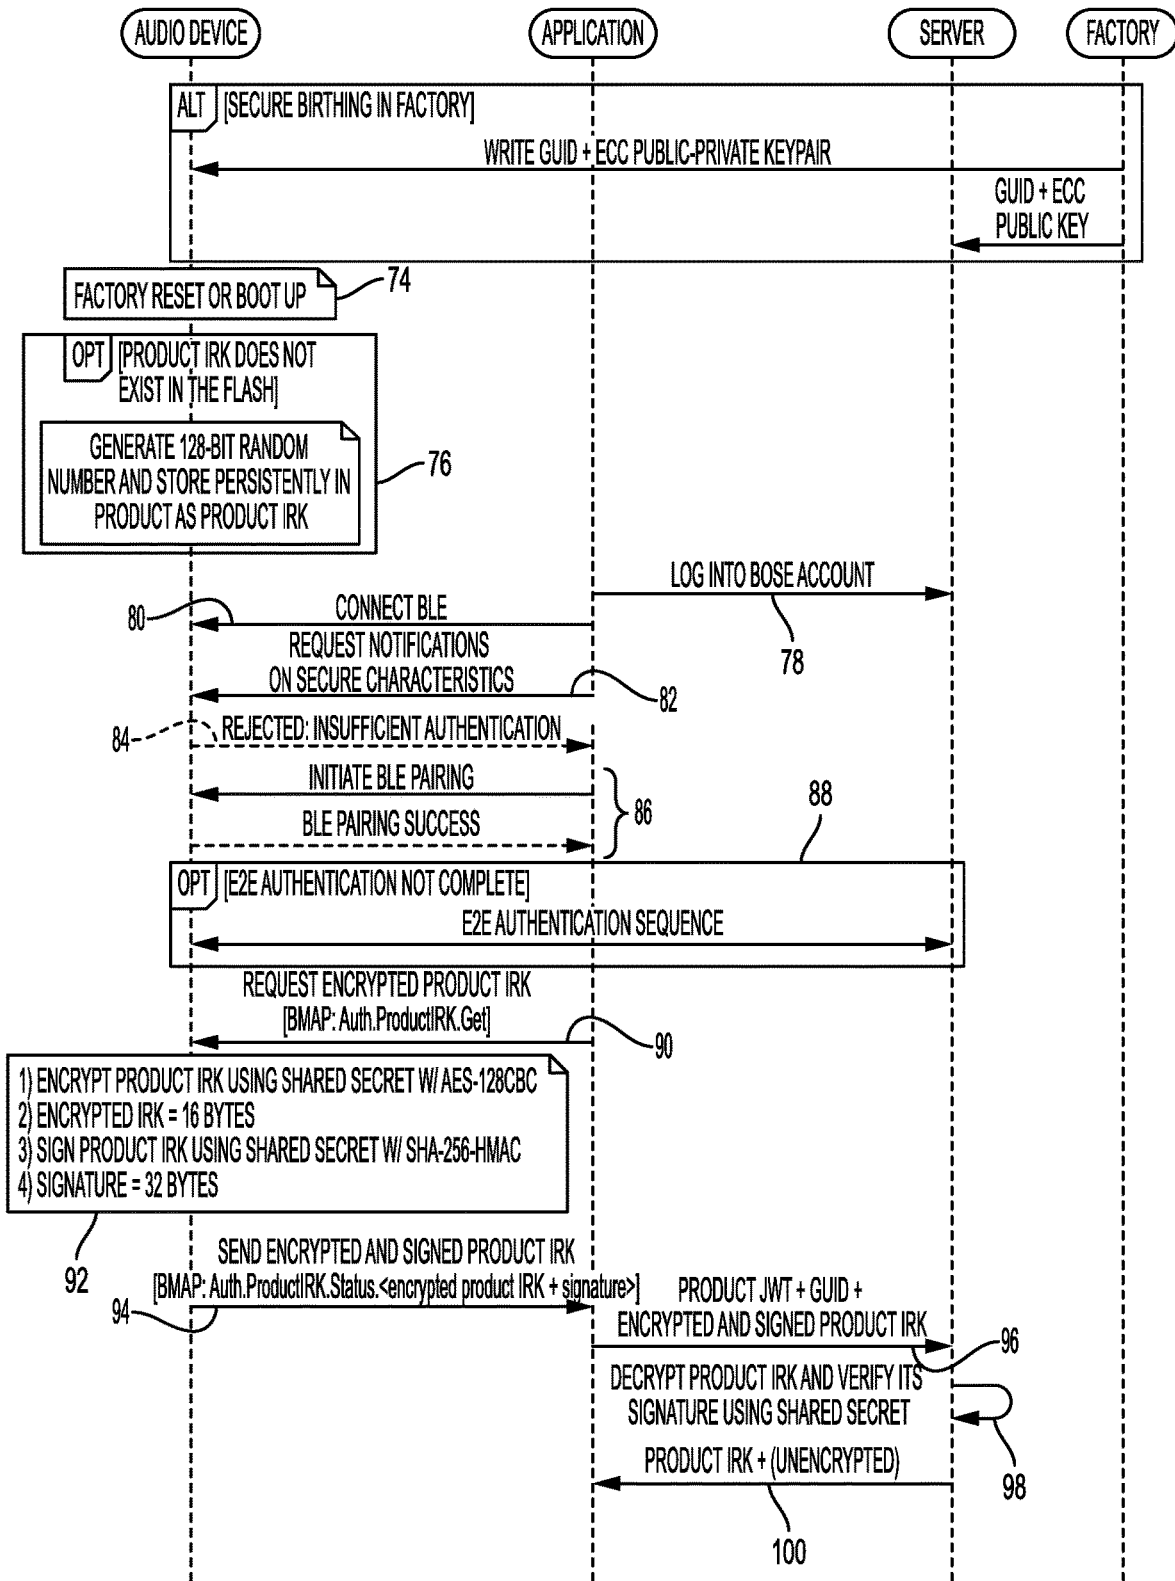 AUDIO DEVICE
APPLICATION
SERVER
FACTORY
ALT
[SECURE BIRTHING IN FACTORY]
WRITE GUID + ECC PUBLIC-PRIVATE KEYPAIR
GUID + ECC
PUBLIC KEY
FACTORY RESET OR BOOT UP
74
OPT
[PRODUCT IRK DOES NOT
EXIST IN THE FLASH]
GENERATE 128-BIT RANDOM
NUMBER AND STORE PERSISTENTLY IN
PRODUCT AS PRODUCT IRK
76
LOG INTO BOSE ACCOUNT
78
80
CONNECT BLE
REQUEST NOTIFICATIONS
ON SECURE CHARACTERISTICS
82
84
REJECTED: INSUFFICIENT AUTHENTICATION
INITIATE BLE PAIRING
86
BLE PAIRING SUCCESS
88
OPT
[E2E AUTHENTICATION NOT COMPLETE]
E2E AUTHENTICATION SEQUENCE
REQUEST ENCRYPTED PRODUCT IRK
[BMAP: Auth.ProductIRK.Get]
90
1) ENCRYPT PRODUCT IRK USING SHARED SECRET W/ AES-128CBC
2) ENCRYPTED IRK = 16 BYTES
3) SIGN PRODUCT IRK USING SHARED SECRET W/ SHA-256-HMAC
4) SIGNATURE = 32 BYTES
92
SEND ENCRYPTED AND SIGNED PRODUCT IRK
[BMAP: Auth.ProductIRK.Status.<encrypted product IRK + signature>]
94
PRODUCT JWT + GUID +
ENCRYPTED AND SIGNED PRODUCT IRK
96
DECRYPT PRODUCT IRK AND VERIFY ITS
SIGNATURE USING SHARED SECRET
98
PRODUCT IRK + (UNENCRYPTED)
100